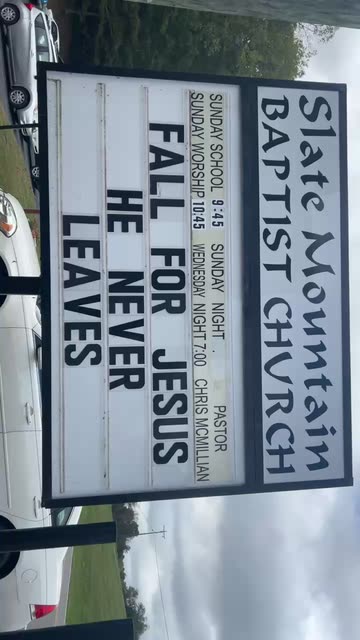 Slate Mountain
BAPTIST CHURCH
SUNDAY SCHOOL 9:45 SUNDAY NIGHT . PASTOR
SUNDAY WORSHIP 10:45 WEDNESDAY NIGHT 7:00 CHRIS MCMILLIAN
FALL FOR JESUS
HE NEVER
LEAVES